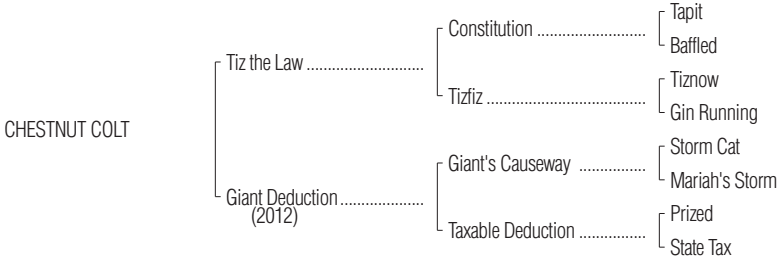 CHESTNUT COLT
Tiz the Law ............................
Giant Deduction ....................
(2012)
Constitution ..........................
Tizfiz ......................................
Giant's Causeway ................
Taxable Deduction ................
Tapit
Baffled
Tiznow
Gin Running
Storm Cat
Mariah's Storm
Prized
State Tax